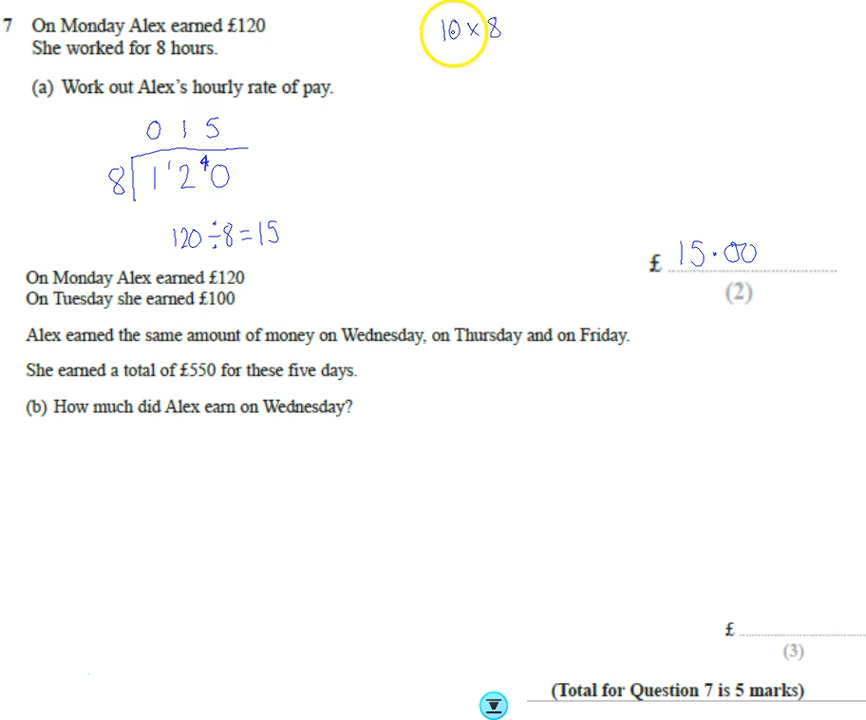 7 On Monday Alex earned £120
10 × 8
She worked for 8 hours.
(a) Work out Alex's hourly rate of pay.
0 1 5
8 1 ¹2 ⁴0
120 ÷ 8 = 15
£ 15.00
(2)
On Monday Alex earned £120
On Tuesday she earned £100
Alex earned the same amount of money on Wednesday, on Thursday and on Friday.
She earned a total of £550 for these five days.
(b) How much did Alex earn on Wednesday?
£
(3)
(Total for Question 7 is 5 marks)